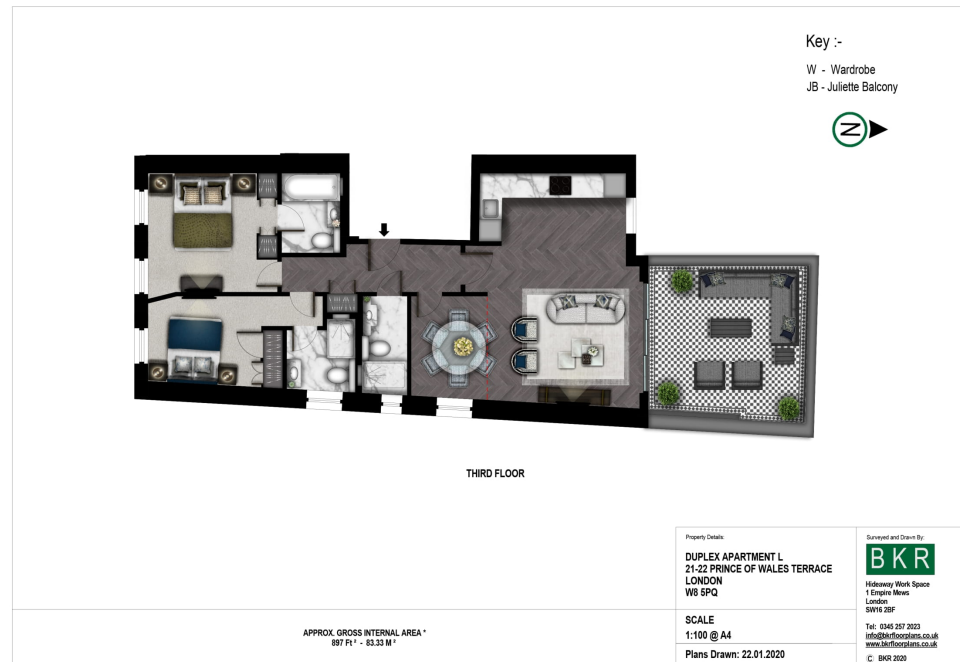 Key :-
W - Wardrobe
JB - Juliette Balcony
N
THIRD FLOOR
Property Details:
DUPLEX APARTMENT L
21-22 PRINCE OF WALES TERRACE
LONDON
W8 5PQ
SCALE
1:100 @ A4
Plans Drawn: 22.01.2020
Surveyed and Drawn By:
BKR
Hideaway Work Space
1 Empire Mews
London
SW16 2BF
Tel: 0345 257 2023
info@bkrfloorplans.co.uk
www.bkrfloorplans.co.uk
C BKR 2020
APPROX. GROSS INTERNAL AREA *
897 Ft ² - 83.33 M ²